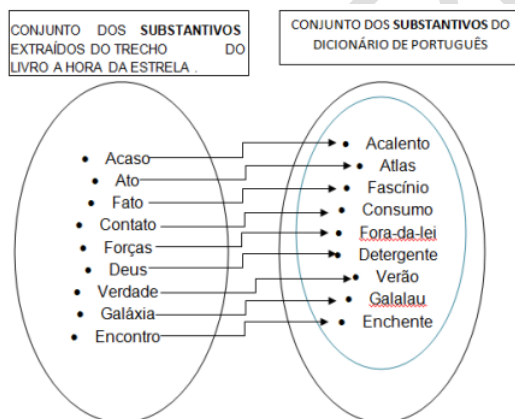 CONJUNTO DOS SUBSTANTIVOS
EXTRAÍDOS DO TRECHO DO
LIVRO A HORA DA ESTRELA .
CONJUNTO DOS SUBSTANTIVOS DO
DICIONÁRIO DE PORTUGUÊS
• Acaso
• Ato
• Fato
• Contato
• Forças
• Deus
• Verdade
• Galáxia
• Encontro
• Acalento
• Atlas
• Fascínio
• Consumo
• Fora-da-lei
• Detergente
• Verão
• Galalau
• Enchente